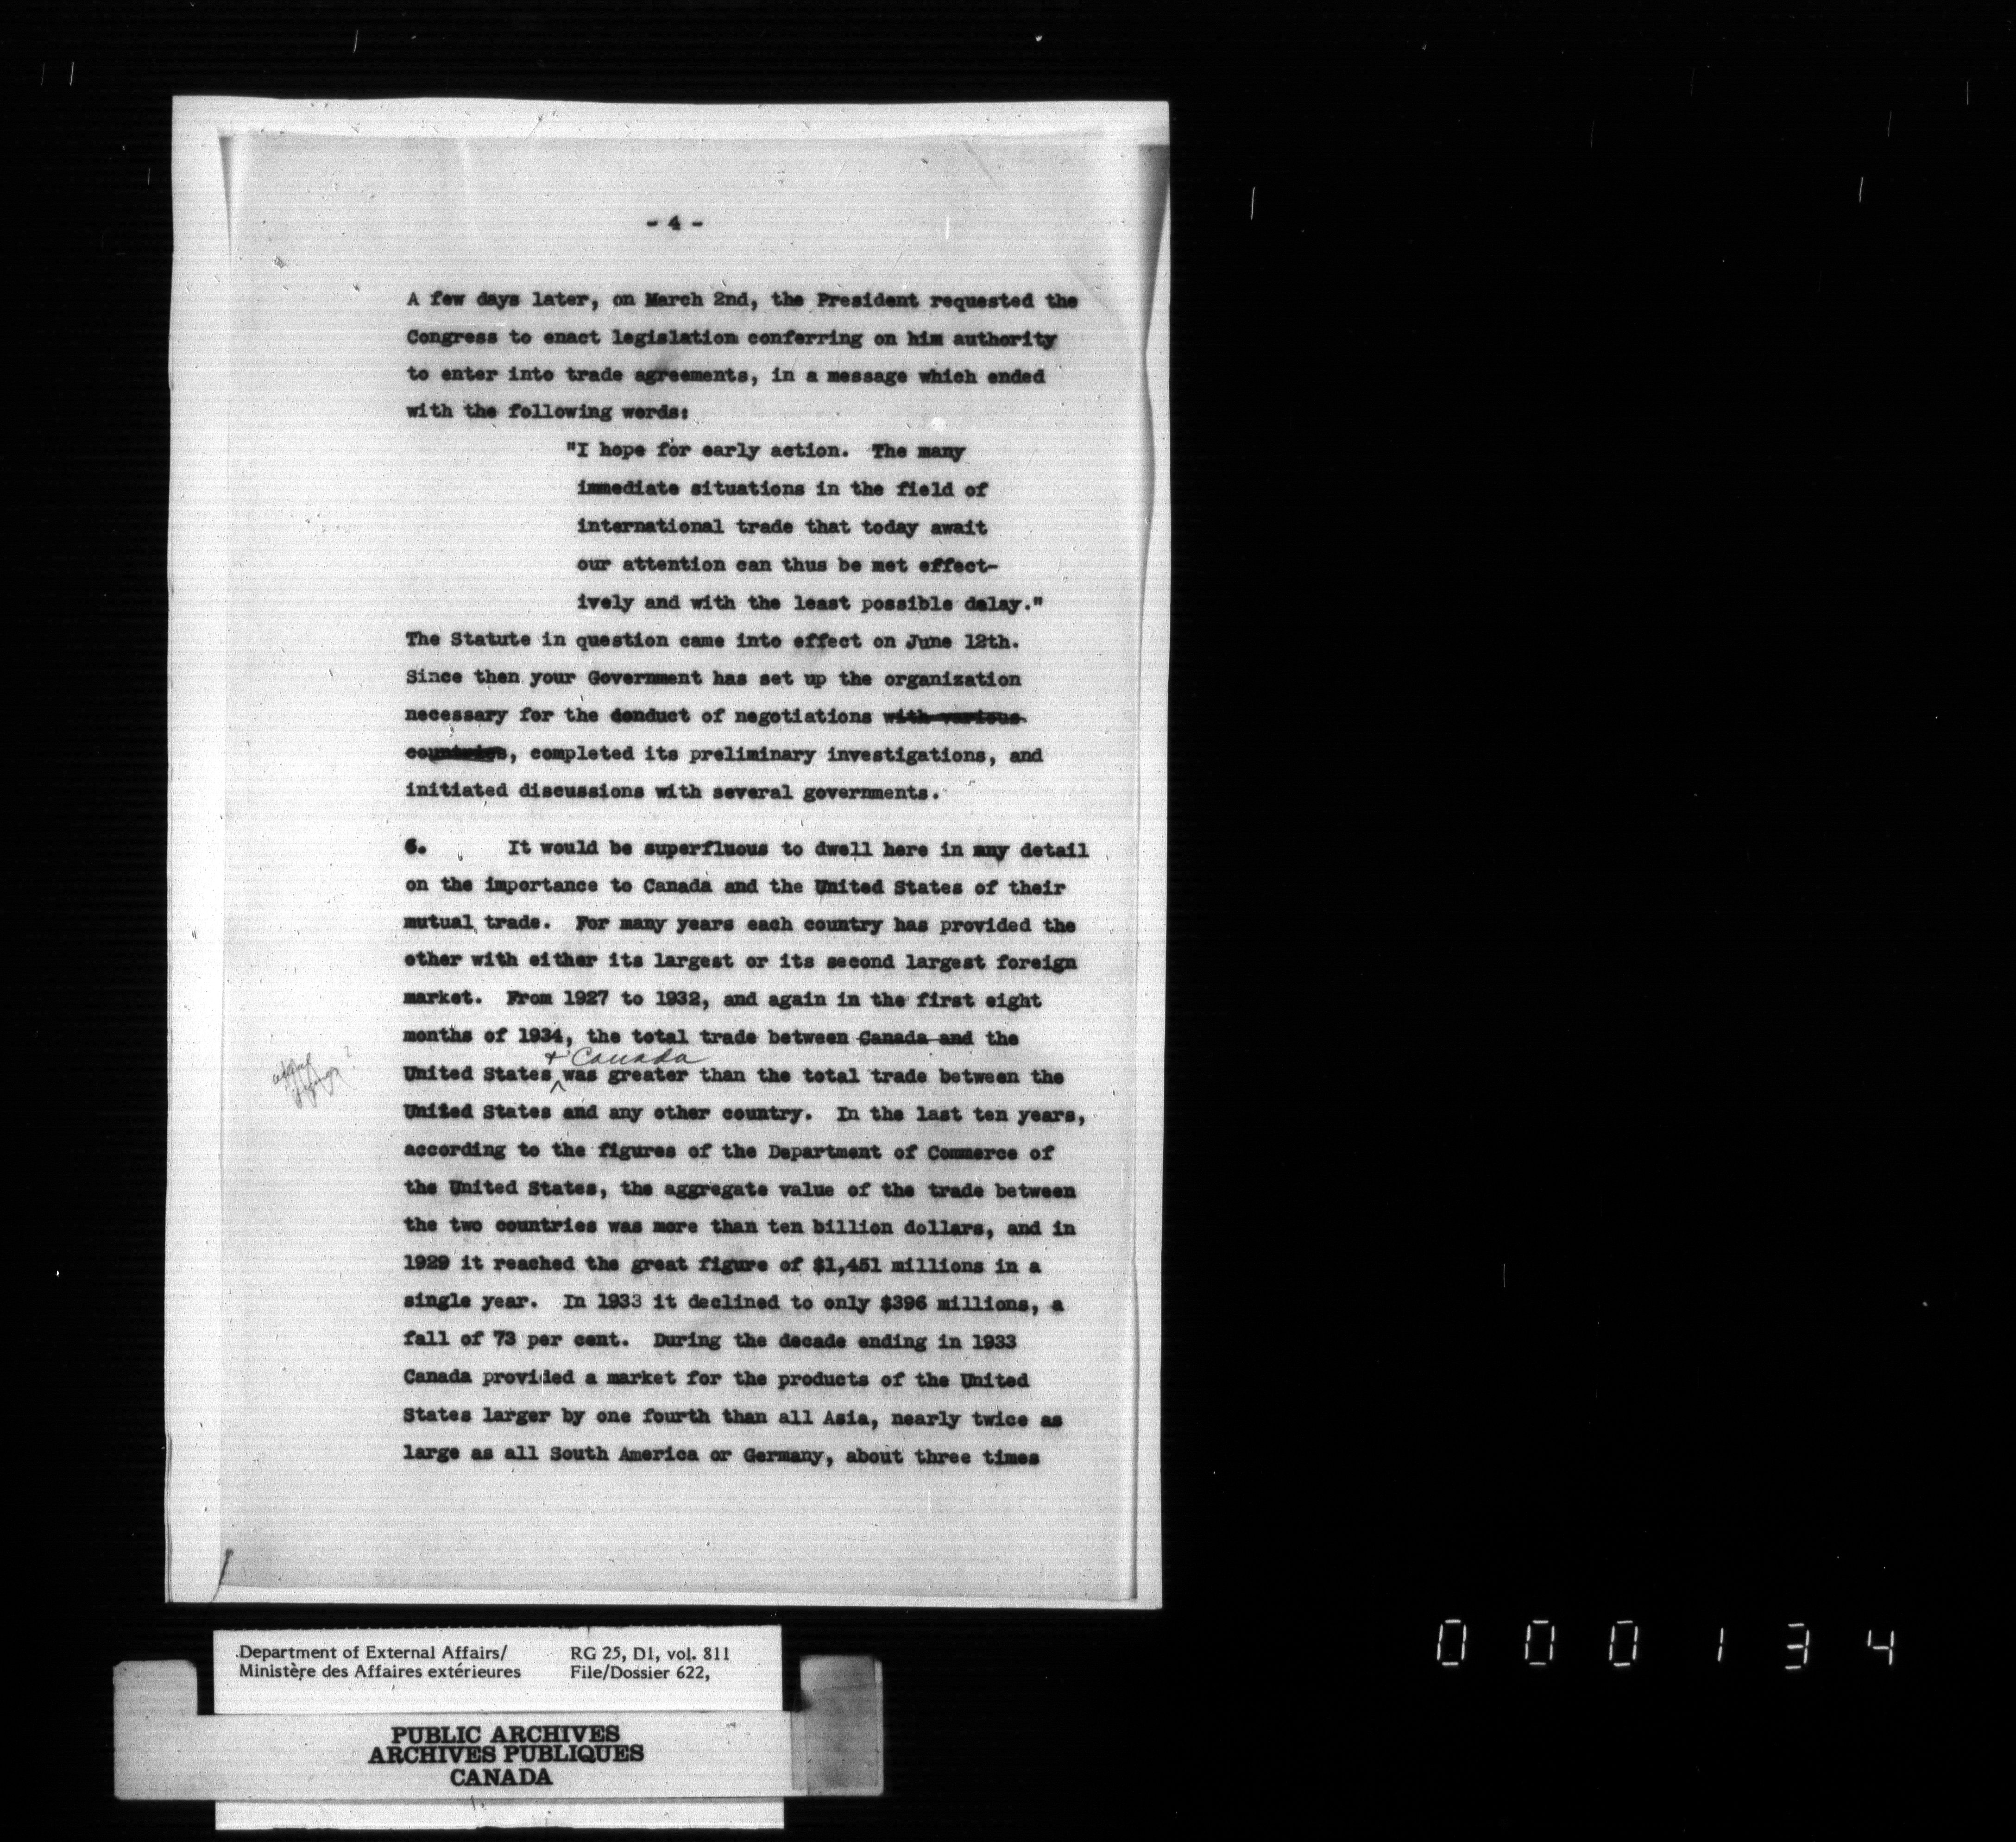 - 4 -
A few days later, on March 2nd, the President requested the
Congress to enact legislation conferring on him authority
to enter into trade agreements, in a message which ended
with the following words:
"I hope for early action. The many
immediate situations in the field of
international trade that today await
our attention can thus be met effect-
ively and with the least possible delay."
The Statute in question came into effect on June 12th.
Since then your Government has set up the organization
necessary for the conduct of negotiations with various
countries, completed its preliminary investigations, and
initiated discussions with several governments.
6. It would be superfluous to dwell here in any detail
on the importance to Canada and the United States of their
mutual trade. For many years each country has provided the
other with either its largest or its second largest foreign
market. From 1927 to 1932, and again in the first eight
months of 1934, the total trade between Canada and the
+ Canada
United States was greater than the total trade between the
United States and any other country. In the last ten years,
according to the figures of the Department of Commerce of
the United States, the aggregate value of the trade between
the two countries was more than ten billion dollars, and in
1929 it reached the great figure of $1,451 millions in a
single year. In 1933 it declined to only $396 millions, a
fall of 73 per cent. During the decade ending in 1933
Canada provided a market for the products of the United
States larger by one fourth than all Asia, nearly twice as
large as all South America or Germany, about three times
Department of External Affairs/ RG 25, D1, vol. 811
Ministère des Affaires extérieures File/Dossier 622,
PUBLIC ARCHIVES
ARCHIVES PUBLIQUES
CANADA
000134